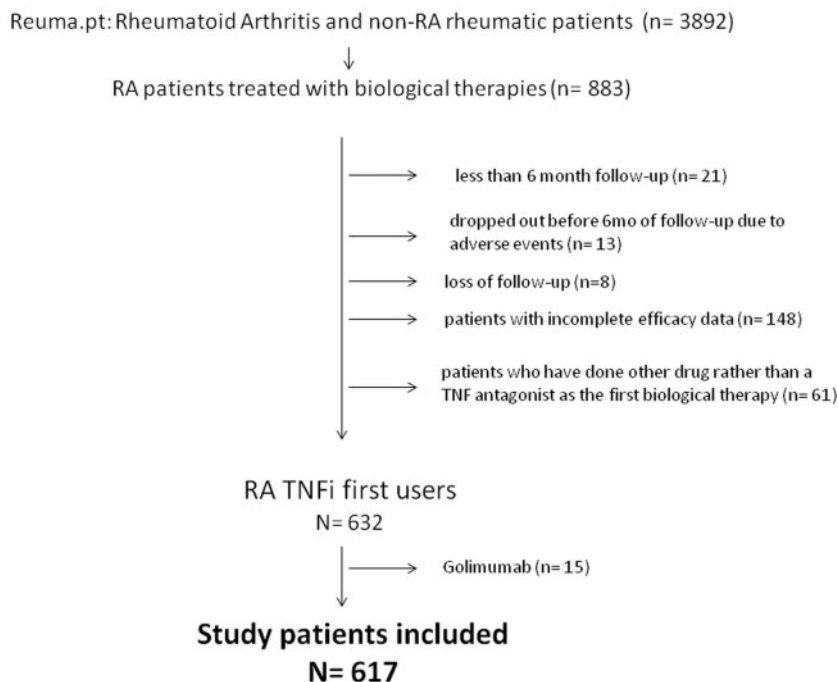 Reuma.pt: Rheumatoid Arthritis and non-RA rheumatic patients (n= 3892)
RA patients treated with biological therapies (n= 883)
less than 6 month follow-up (n= 21)
dropped out before 6mo of follow-up due to
adverse events (n= 13)
loss of follow-up (n=8)
patients with incomplete efficacy data (n= 148)
patients who have done other drug rather than a
TNF antagonist as the first biological therapy (n= 61)
RA TNFi first users
N= 632
Golimumab (n= 15)
Study patients included
N= 617